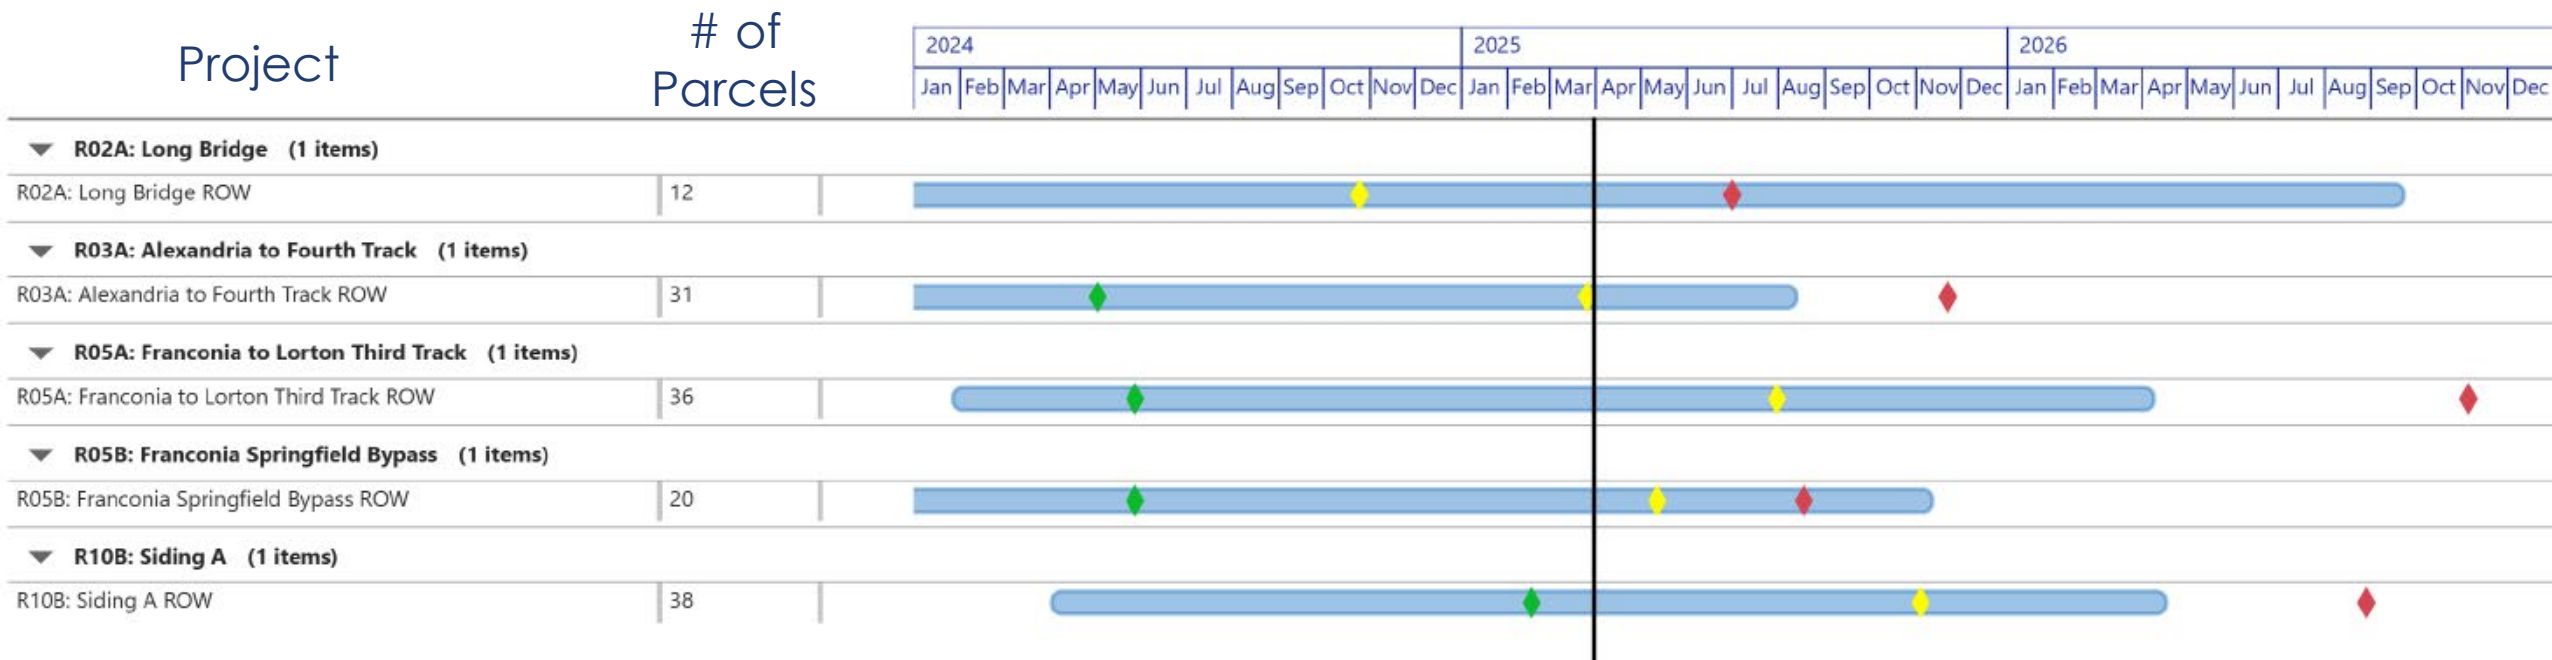 Project
# of
Parcels
2024 2025 2026
Jan Feb Mar Apr May Jun Jul Aug Sep Oct Nov Dec Jan Feb Mar Apr May Jun Jul Aug Sep Oct Nov Dec Jan Feb Mar Apr May Jun Jul Aug Sep Oct Nov Dec
R02A: Long Bridge (1 items)
R02A: Long Bridge ROW 12
R03A: Alexandria to Fourth Track (1 items)
R03A: Alexandria to Fourth Track ROW 31
R05A: Franconia to Lorton Third Track (1 items)
R05A: Franconia to Lorton Third Track ROW 36
R05B: Franconia Springfield Bypass (1 items)
R05B: Franconia Springfield Bypass ROW 20
R10B: Siding A (1 items)
R10B: Siding A ROW 38